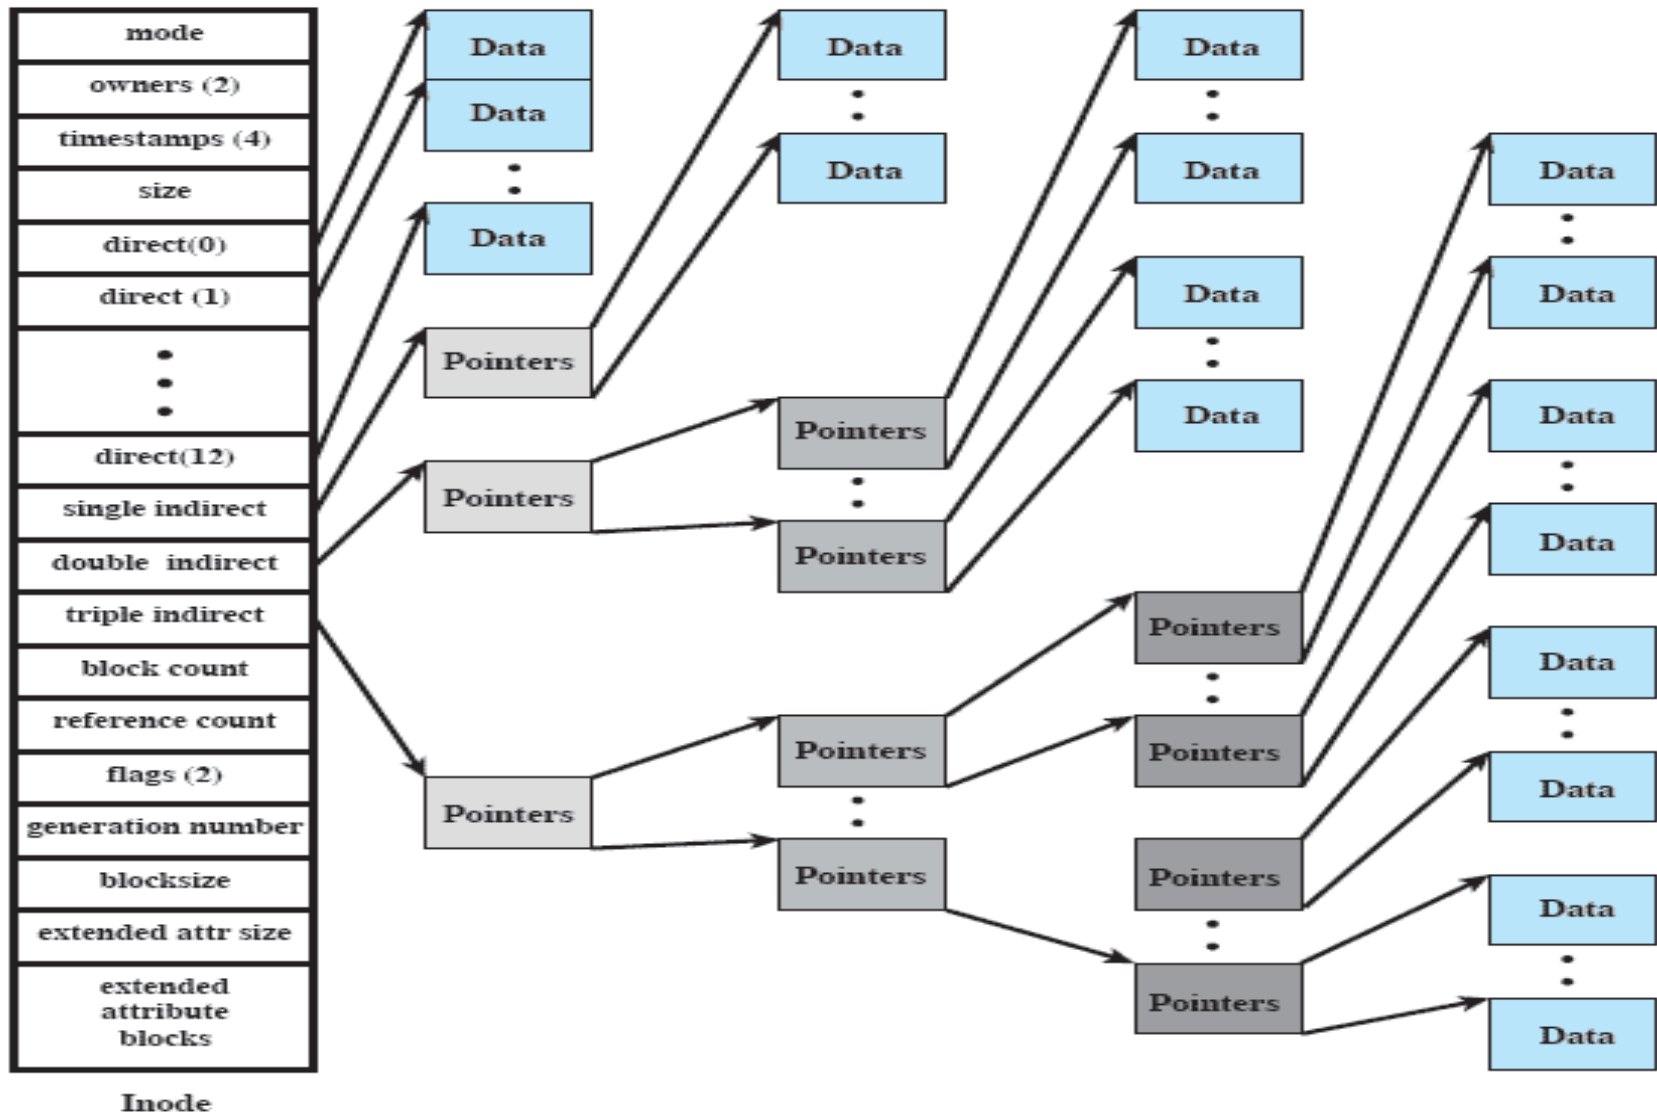 mode
owners (2)
timestamps (4)
size
direct(0)
direct (1)
direct(12)
single indirect
double indirect
triple indirect
block count
reference count
flags (2)
generation number
blocksize
extended attr size
extended
attribute
blocks
Inode
Data
Data
Data
Pointers
Pointers
Pointers
Data
Data
Pointers
Pointers
Pointers
Pointers
Data
Data
Data
Data
Pointers
Pointers
Pointers
Pointers
Data
Data
Data
Data
Data
Data
Data
Data